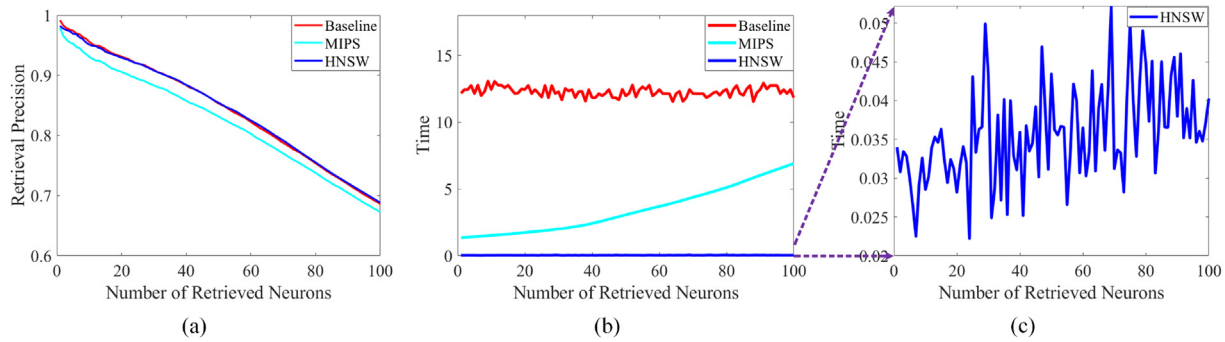 Retrieval Precision
1
0.9
0.8
0.7
0.6
0
20
40
60
80
100
Number of Retrieved Neurons
Baseline
MIPS
HNSW
(a)
Time
15
10
5
0
0
20
40
60
80
100
Number of Retrieved Neurons
Baseline
MIPS
HNSW
(b)
Time
0.05
0.045
0.04
0.035
0.03
0.025
0.02
0
20
40
60
80
100
Number of Retrieved Neurons
HNSW
(c)